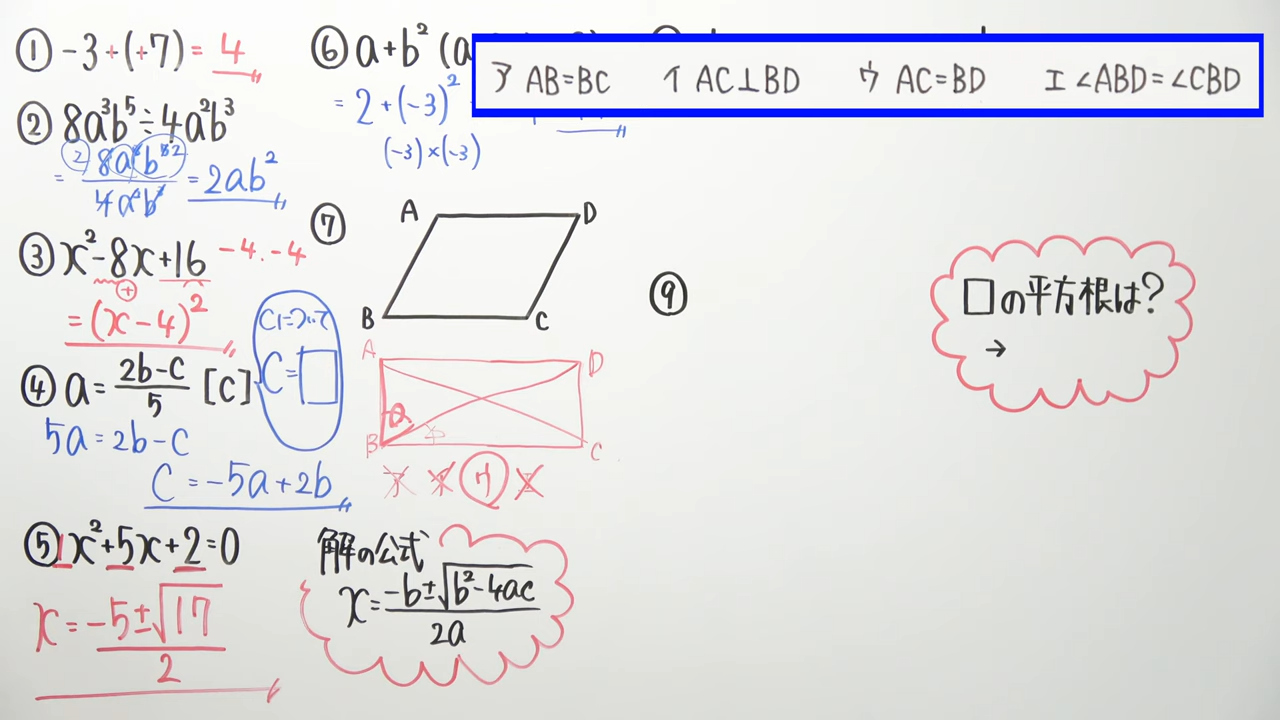 ① -3+(+7)=4
② 8a³b⁵÷4a²b³
=2ab²
③ x²-8x+16
-4.-4
=(x-4)²
④ a=(2b-c)/5 [c]
cについて
C=□
5a=2b-c
C=-5a+2b
⑤ 1x²+5x+2=0
x=(-5±√17)/2
⑥ a+b² (a
=2+(-3)²
(-3)×(-3)
⑦
A
D
B
C
A
D
B
C
ア イ ウ エ
解の公式
x=(-b±√(b²-4ac))/2a
ア AB=BC イ AC⊥BD ウ AC=BD エ ∠ABD=∠CBD
⑨
□の平方根は?
→